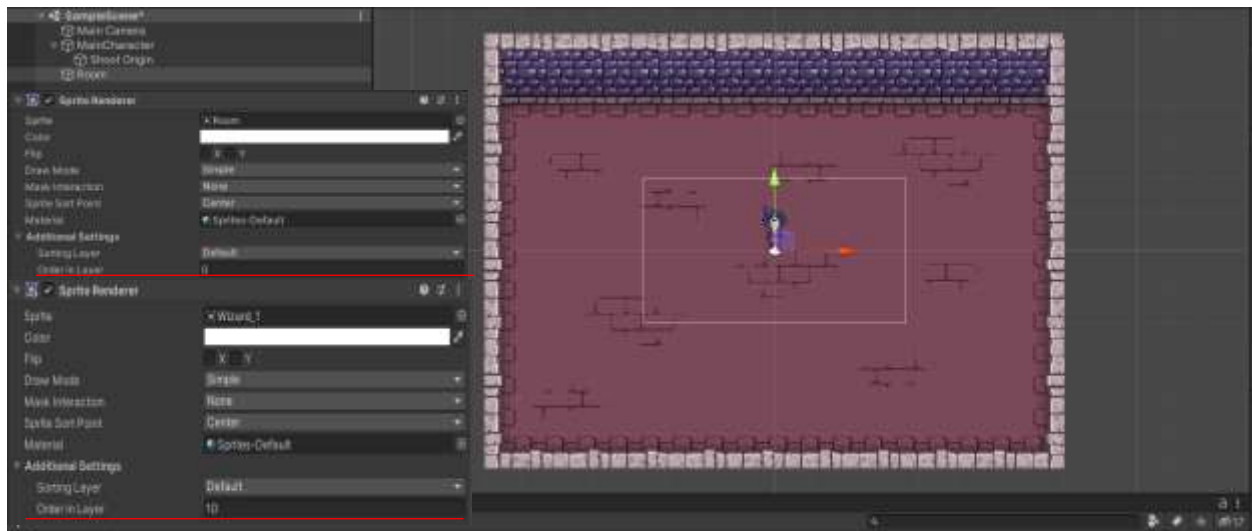 SampleScene*
Main Camera
MainCharacter
Shoot Origin
Room
Sprite Renderer
Sprite Room
Color
Flip X Y
Draw Mode Simple
Mask Interaction None
Sprite Sort Point Center
Material Sprites-Default
Additional Settings
Sorting Layer Default
Order in Layer 0
Sprite Renderer
Sprite Wizard_1
Color
Flip X Y
Draw Mode Simple
Mask Interaction None
Sprite Sort Point Center
Material Sprites-Default
Additional Settings
Sorting Layer Default
Order in Layer 10